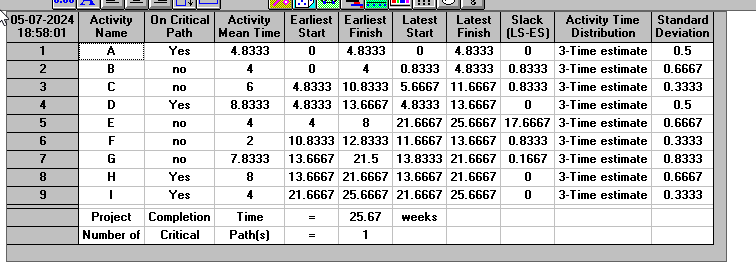 05-07-2024 18:58:01 Activity Name On Critical Path Activity Mean Time Earliest Start Earliest Finish Latest Start Latest Finish Slack (LS-ES) Activity Time Distribution Standard Deviation
1 A Yes 4.8333 0 4.8333 0 4.8333 0 3-Time estimate 0.5
2 B no 4 0 4 0.8333 4.8333 0.8333 3-Time estimate 0.6667
3 C no 6 4.8333 10.8333 5.6667 11.6667 0.8333 3-Time estimate 0.3333
4 D Yes 8.8333 4.8333 13.6667 4.8333 13.6667 0 3-Time estimate 0.5
5 E no 4 4 8 21.6667 25.6667 17.6667 3-Time estimate 0.6667
6 F no 2 10.8333 12.8333 11.6667 13.6667 0.8333 3-Time estimate 0.3333
7 G no 7.8333 13.6667 21.5 13.8333 21.6667 0.1667 3-Time estimate 0.8333
8 H Yes 8 13.6667 21.6667 13.6667 21.6667 0 3-Time estimate 0.6667
9 I Yes 4 21.6667 25.6667 21.6667 25.6667 0 3-Time estimate 0.3333
Project Completion Time = 25.67 weeks
Number of Critical Path(s) = 1